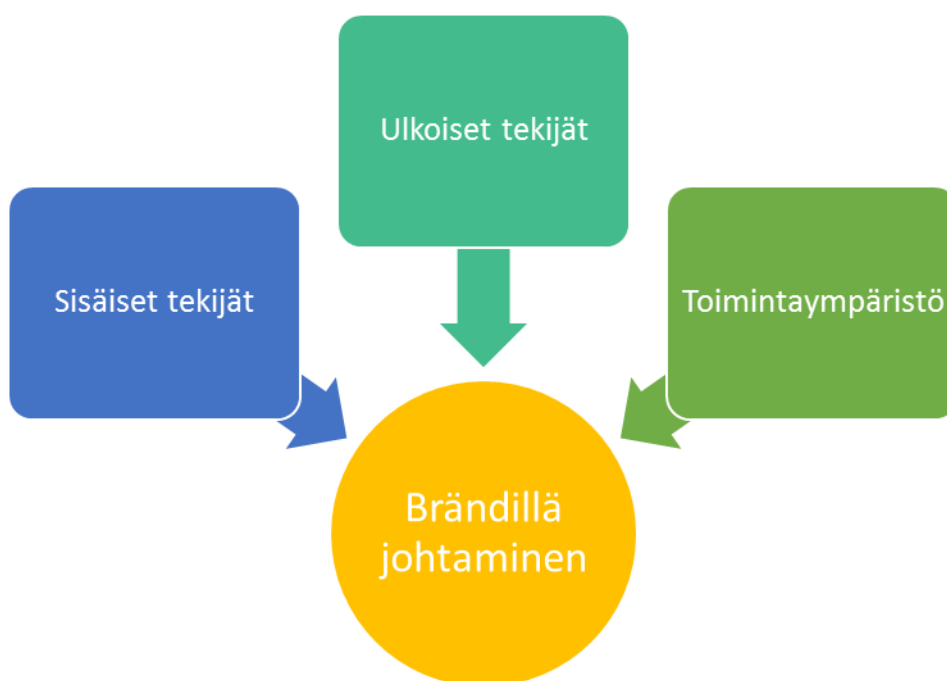 Ulkoiset tekijät
Sisäiset tekijät
Toimintaympäristö
Brändillä
johtaminen